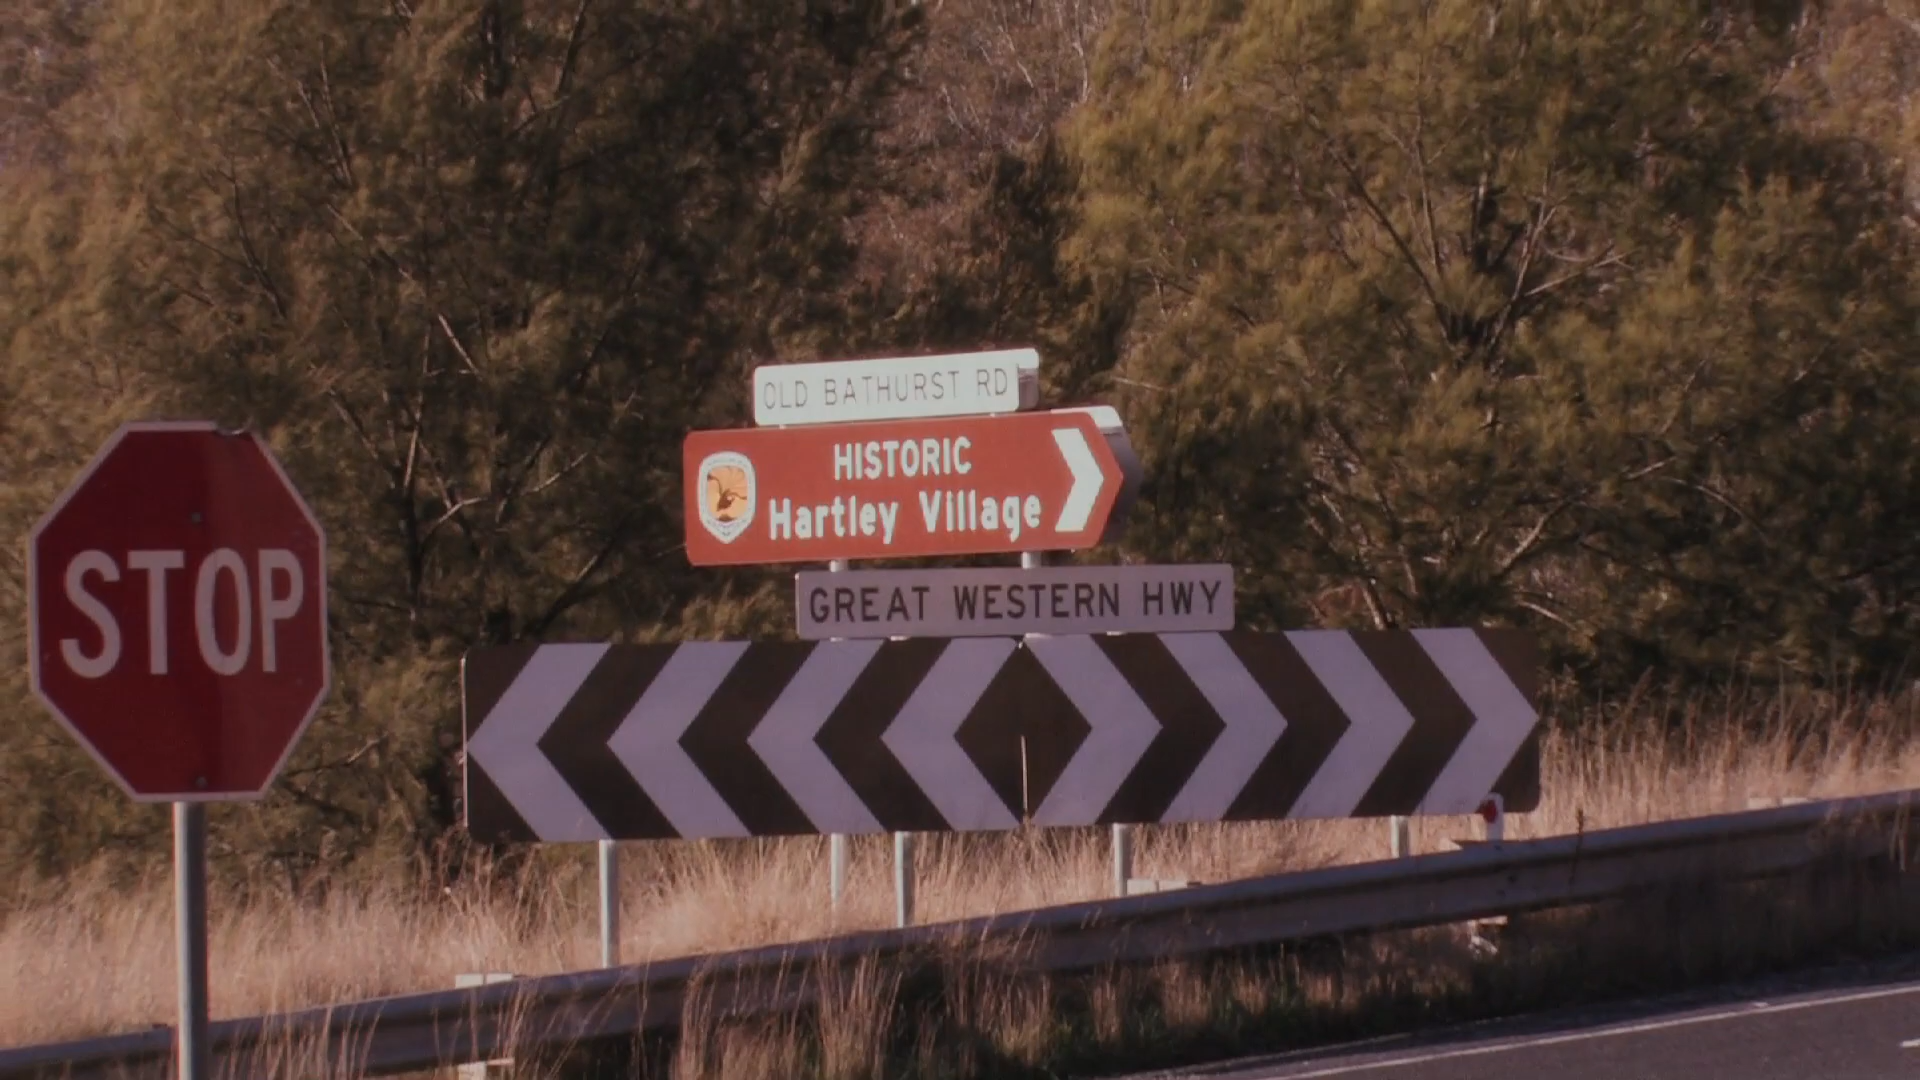 OLD BATHURST RD
HISTORIC
Hartley Village
GREAT WESTERN HWY
STOP